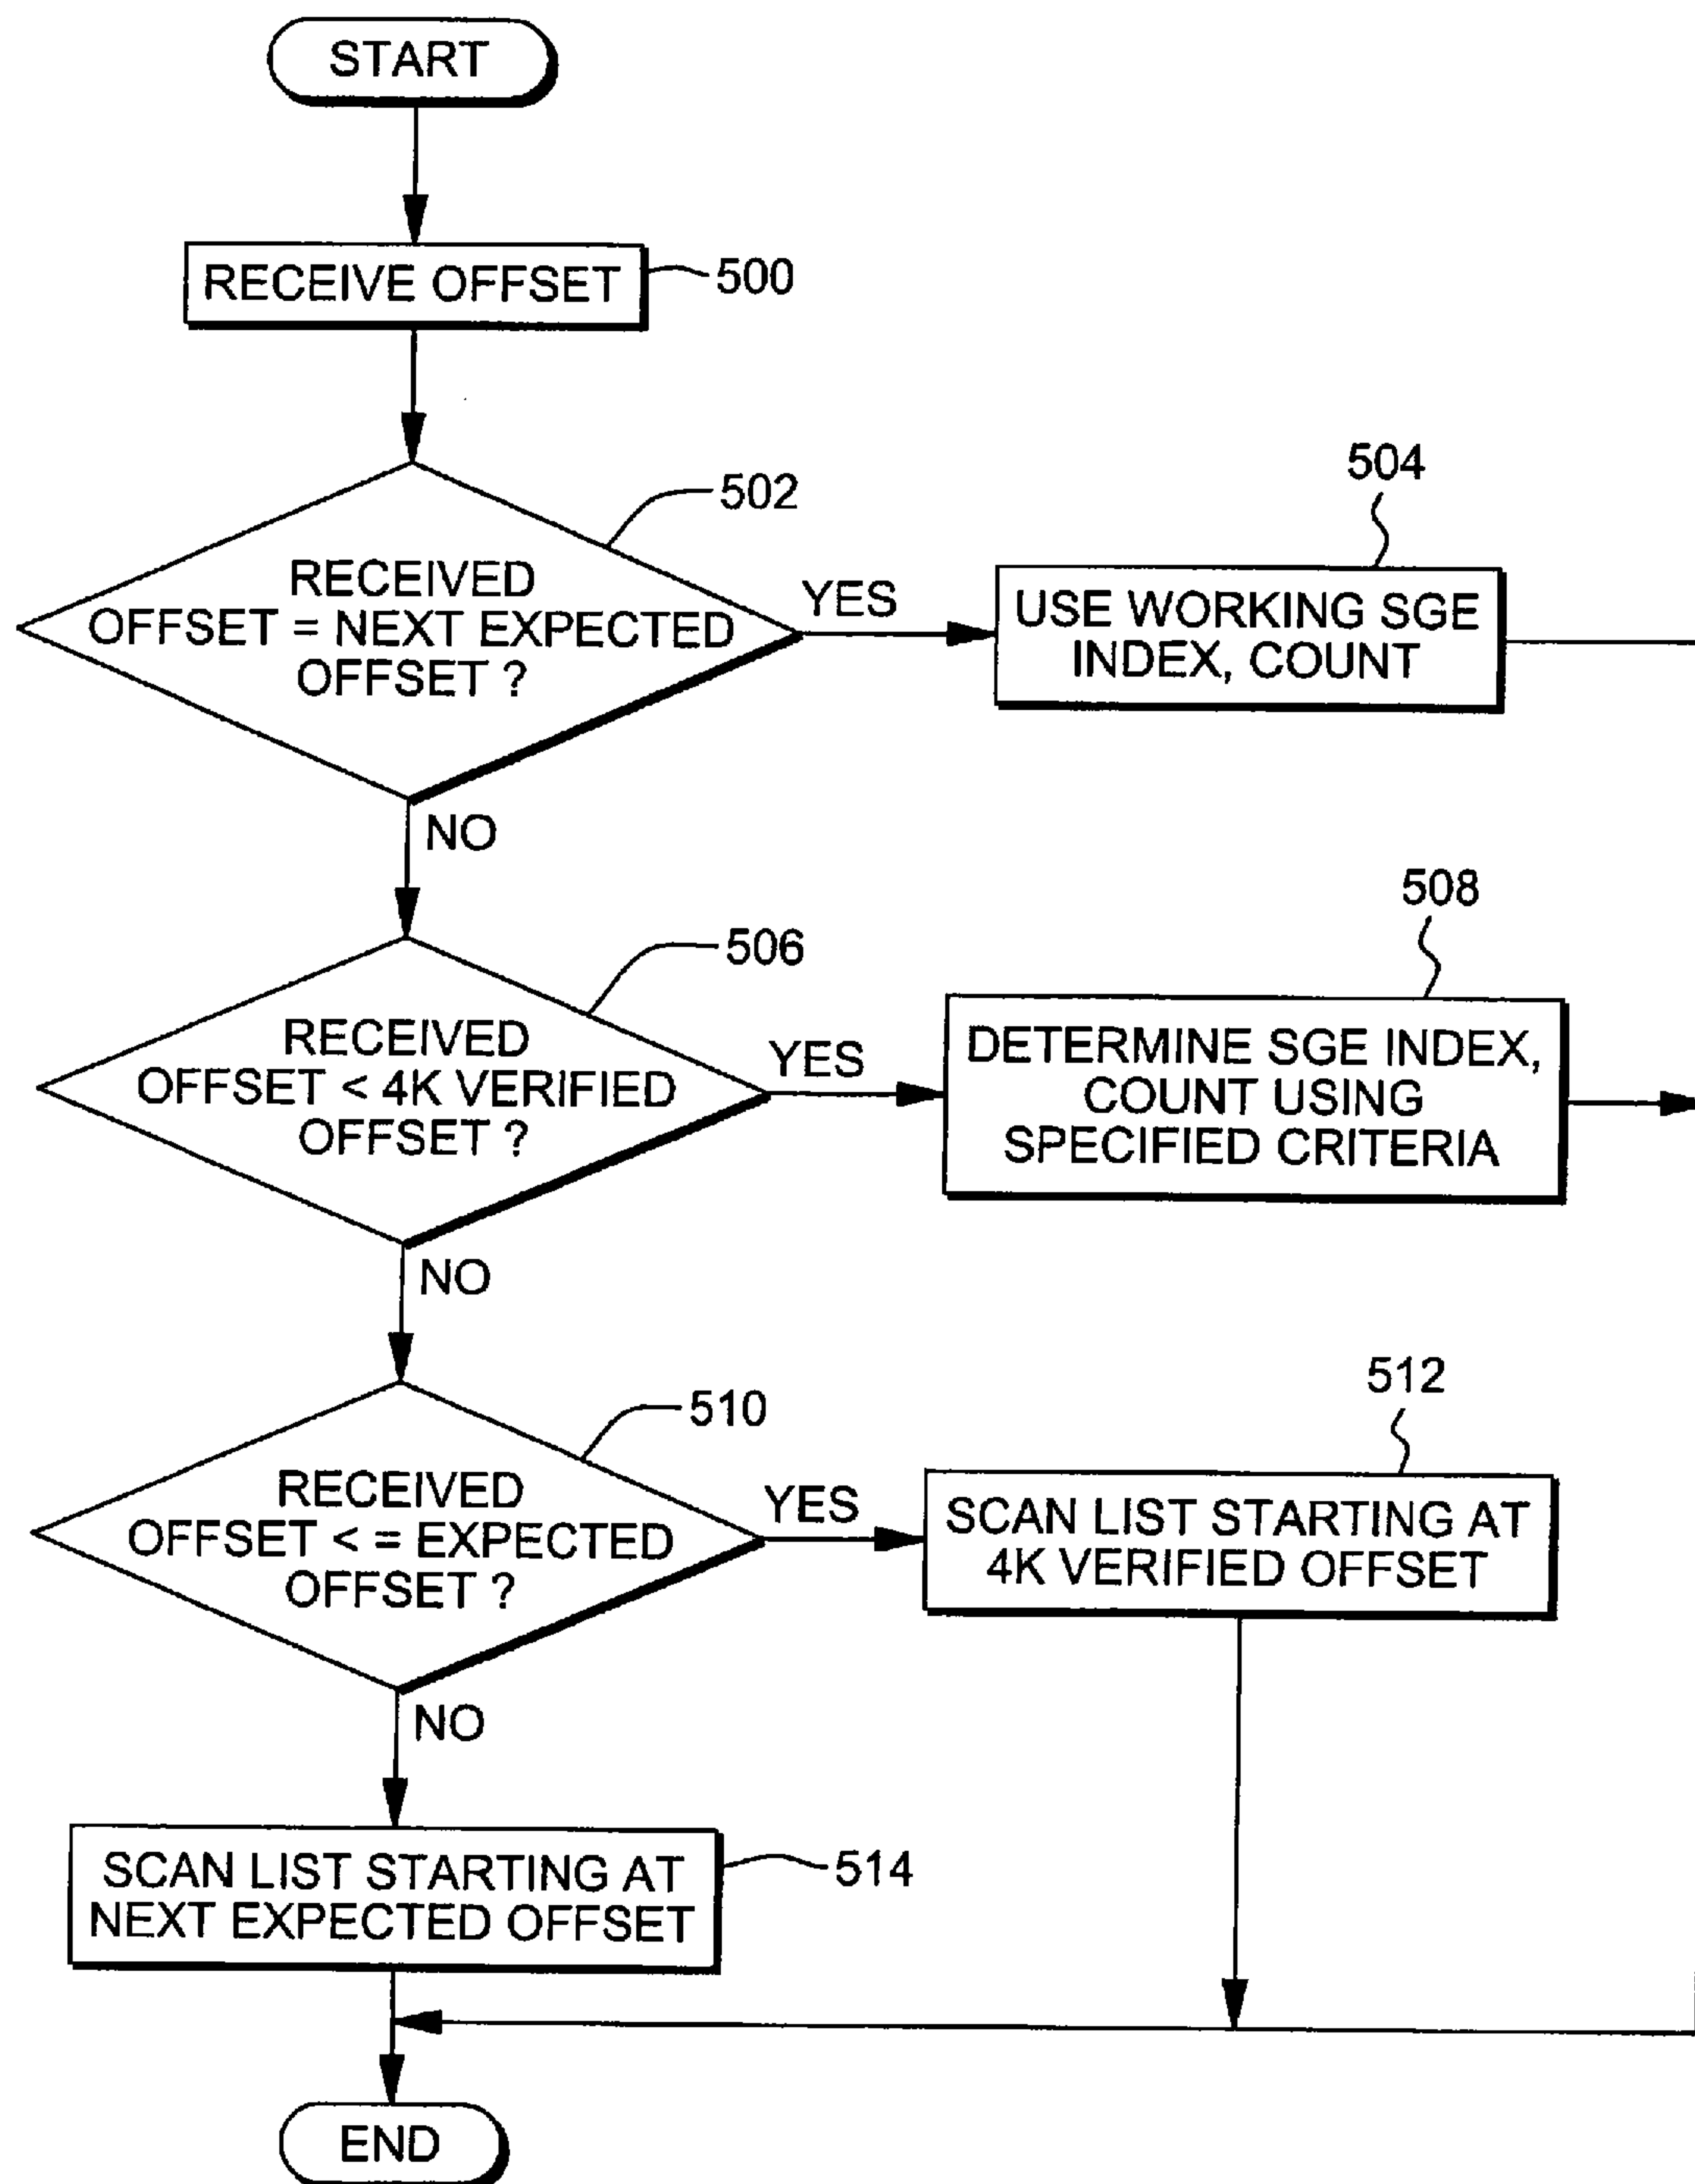 START
RECEIVE OFFSET
500
502
RECEIVED
OFFSET = NEXT EXPECTED
OFFSET ?
YES
504
USE WORKING SGE
INDEX, COUNT
NO
506
RECEIVED
OFFSET < 4K VERIFIED
OFFSET ?
YES
508
DETERMINE SGE INDEX,
COUNT USING
SPECIFIED CRITERIA
NO
510
RECEIVED
OFFSET < = EXPECTED
OFFSET ?
YES
512
SCAN LIST STARTING AT
4K VERIFIED OFFSET
NO
SCAN LIST STARTING AT
NEXT EXPECTED OFFSET
514
END